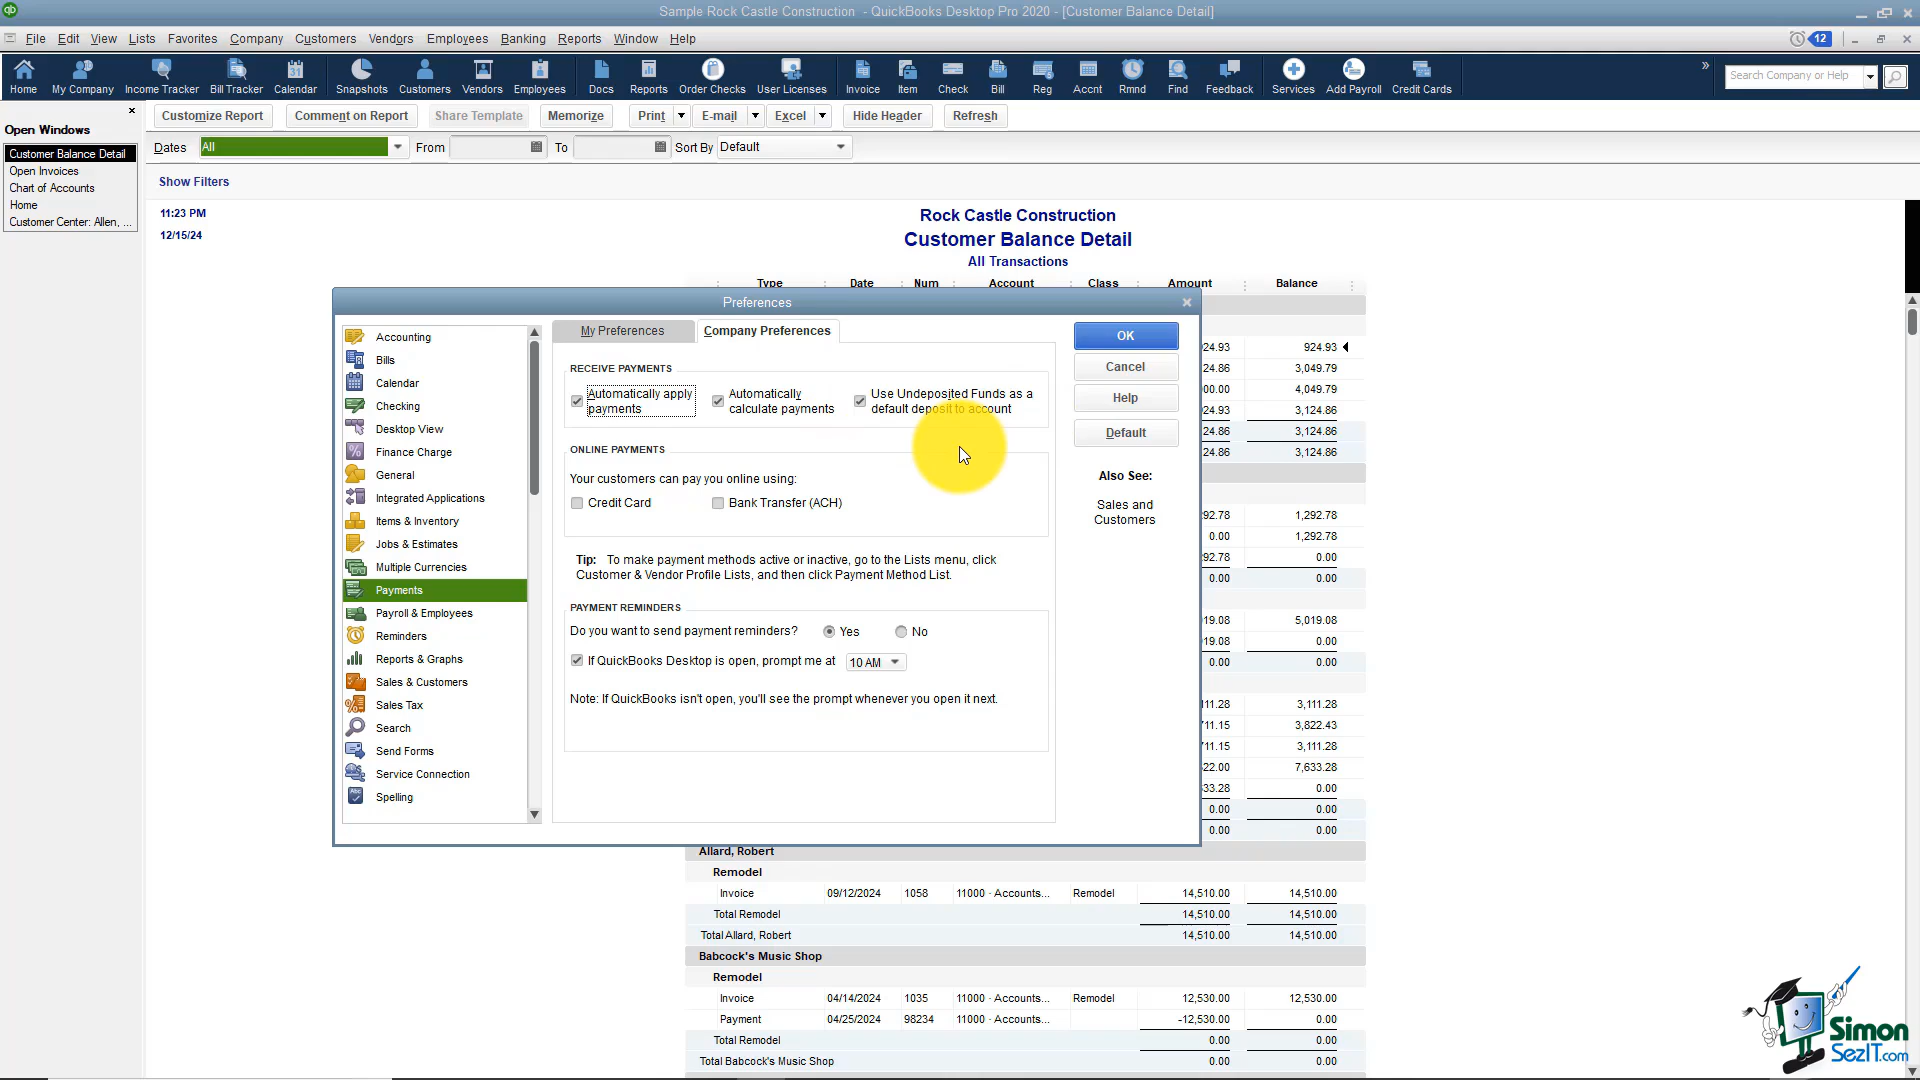 Sample Rock Castle Construction - QuickBooks Desktop Pro 2020 - [Customer Balance Detail]
File Edit View Lists Favorites Company Customers Vendors Employees Banking Reports Window Help
12
Home My Company Income Tracker Bill Tracker Calendar Snapshots Customers Vendors Employees Docs Reports Order Checks User Licenses Invoice Item Check Bill Reg Accnt Rmnd Find Feedback Services Add Payroll Credit Cards
Search Company or Help
Customize Report Comment on Report Share Template Memorize Print E-mail Excel Hide Header Refresh
Open Windows
Customer Balance Detail
Open Invoices
Chart of Accounts
Home
Customer Center: Allen, ...
Dates All From To Sort By Default
Show Filters
11:23 PM
12/15/24
Rock Castle Construction
Customer Balance Detail
All Transactions
Type Date Num Account Class Amount Balance
Preferences
Accounting
Bills
Calendar
Checking
Desktop View
Finance Charge
General
Integrated Applications
Items & Inventory
Jobs & Estimates
Multiple Currencies
Payments
Payroll & Employees
Reminders
Reports & Graphs
Sales & Customers
Sales Tax
Search
Send Forms
Service Connection
Spelling
My Preferences Company Preferences
RECEIVE PAYMENTS
Automatically apply payments
Automatically calculate payments
Use Undeposited Funds as a default deposit to account
ONLINE PAYMENTS
Your customers can pay you online using:
Credit Card Bank Transfer (ACH)
Tip: To make payment methods active or inactive, go to the Lists menu, click
Customer & Vendor Profile Lists, and then click Payment Method List.
PAYMENT REMINDERS
Do you want to send payment reminders? Yes No
If QuickBooks Desktop is open, prompt me at 10 AM
Note: If QuickBooks isn't open, you'll see the prompt whenever you open it next.
OK
Cancel
Help
Default
Also See:
Sales and
Customers
924.93
3,049.79
4,049.79
3,124.86
3,124.86
3,124.86
1,292.78
0.00 1,292.78
0.00
0.00 0.00
5,019.08
0.00
0.00 0.00
3,111.28
3,822.43
3,111.28
7,633.28
0.00
0.00 0.00
0.00 0.00
Allard, Robert
Remodel
Invoice 09/12/2024 1058 11000 · Accounts... Remodel 14,510.00 14,510.00
Total Remodel 14,510.00 14,510.00
Total Allard, Robert 14,510.00 14,510.00
Babcock's Music Shop
Remodel
Invoice 04/14/2024 1035 11000 · Accounts... Remodel 12,530.00 12,530.00
Payment 04/25/2024 98234 11000 · Accounts... -12,530.00 0.00
Total Remodel 0.00 0.00
Total Babcock's Music Shop 0.00 0.00
Simon
SezIT.com